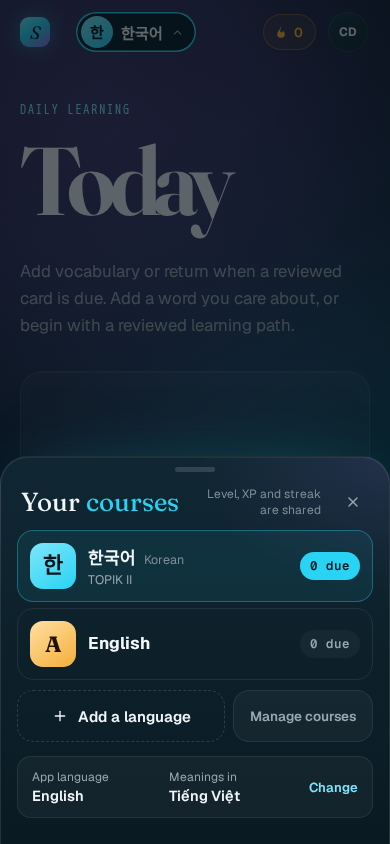 S
한 한국어
0
CD
DAILY LEARNING
Today
Add vocabulary or return when a reviewed
card is due. Add a word you care about, or
begin with a reviewed learning path.
Your courses
Level, XP and streak
are shared
한
한국어 Korean
TOPIK II
0 due
A
English
0 due
+ Add a language
Manage courses
App language
English
Meanings in
Tiếng Việt
Change